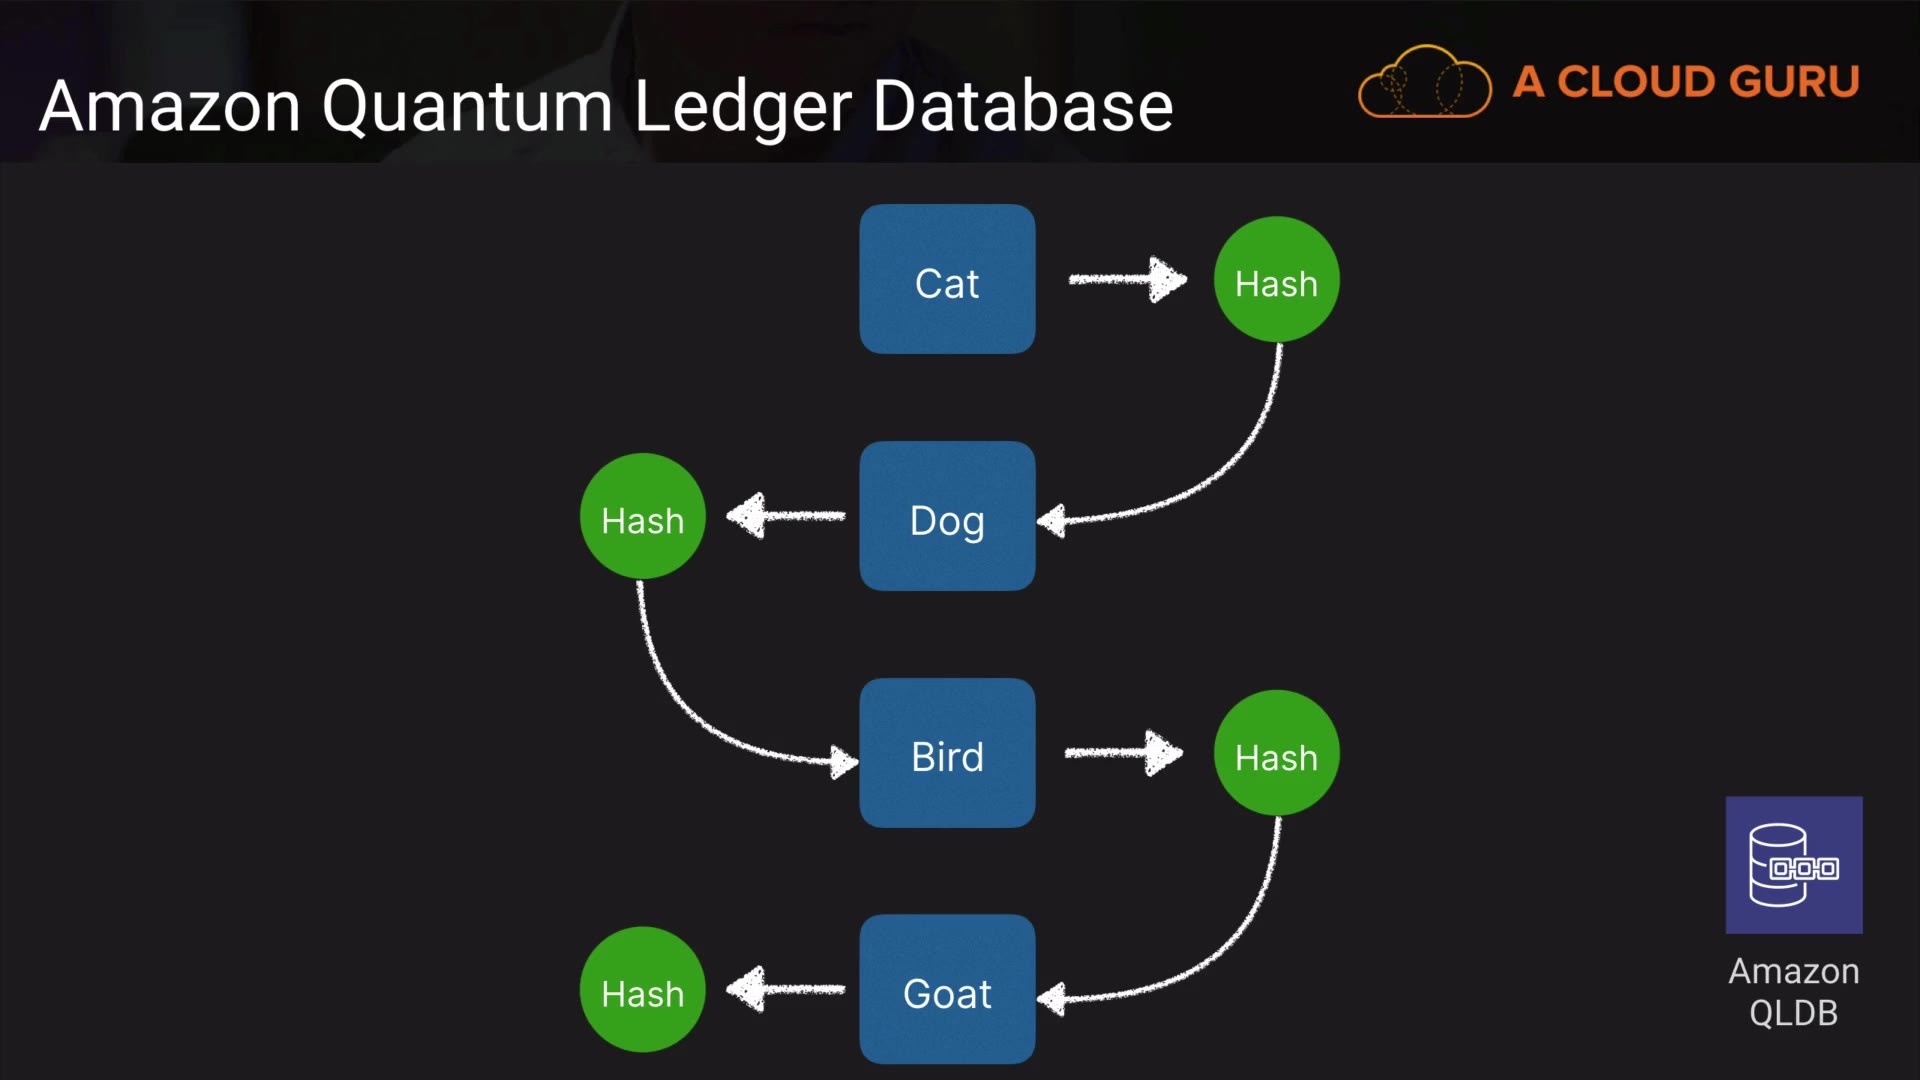 Amazon Quantum Ledger Database
A CLOUD GURU
Cat
Hash
Hash
Dog
Bird
Hash
Hash
Goat
Amazon
QLDB